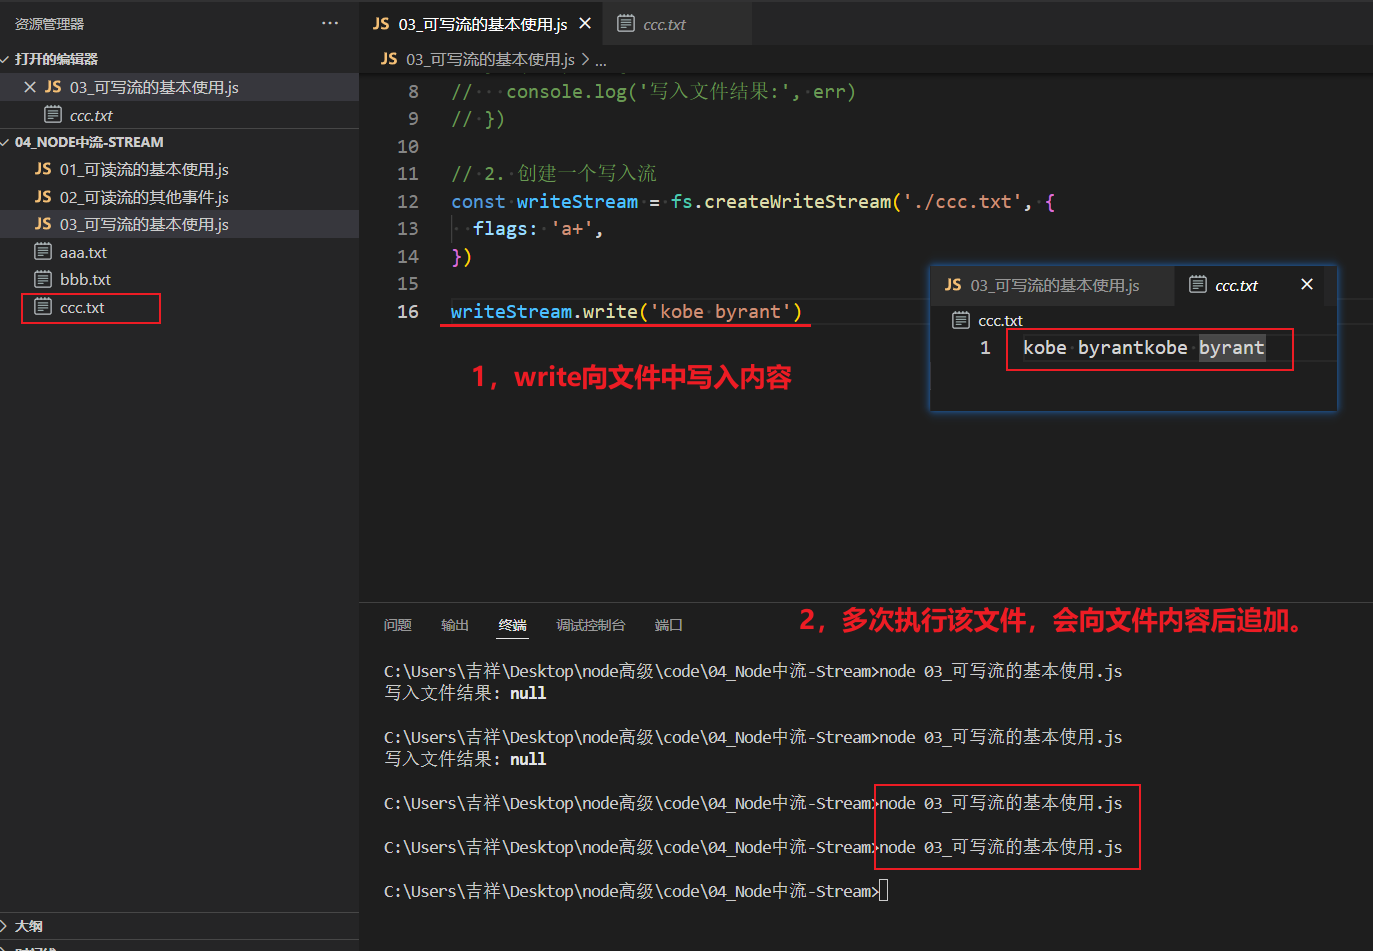 资源管理器 ···
打开的编辑器
JS 03_可写流的基本使用.js
ccc.txt
04_NODE中流-STREAM
JS 01_可读流的基本使用.js
JS 02_可读流的其他事件.js
JS 03_可写流的基本使用.js
aaa.txt
bbb.txt
ccc.txt
大纲
JS 03_可写流的基本使用.js
ccc.txt
JS 03_可写流的基本使用.js > ...
8 //   console.log('写入文件结果:', err)
9 // })
10
11 // 2. 创建一个写入流
12 const writeStream = fs.createWriteStream('./ccc.txt', {
13   flags: 'a+',
14 })
15
16 writeStream.write('kobe byrant')
1，write向文件中写入内容
JS 03_可写流的基本使用.js ccc.txt
ccc.txt
1 kobe byrantkobe byrant
2，多次执行该文件，会向文件内容后追加。
问题 输出 终端 调试控制台 端口
C:\Users\吉祥\Desktop\node高级\code\04_Node中流-Stream>node 03_可写流的基本使用.js
写入文件结果: null
C:\Users\吉祥\Desktop\node高级\code\04_Node中流-Stream>node 03_可写流的基本使用.js
写入文件结果: null
C:\Users\吉祥\Desktop\node高级\code\04_Node中流-Stream>node 03_可写流的基本使用.js
C:\Users\吉祥\Desktop\node高级\code\04_Node中流-Stream>node 03_可写流的基本使用.js
C:\Users\吉祥\Desktop\node高级\code\04_Node中流-Stream>